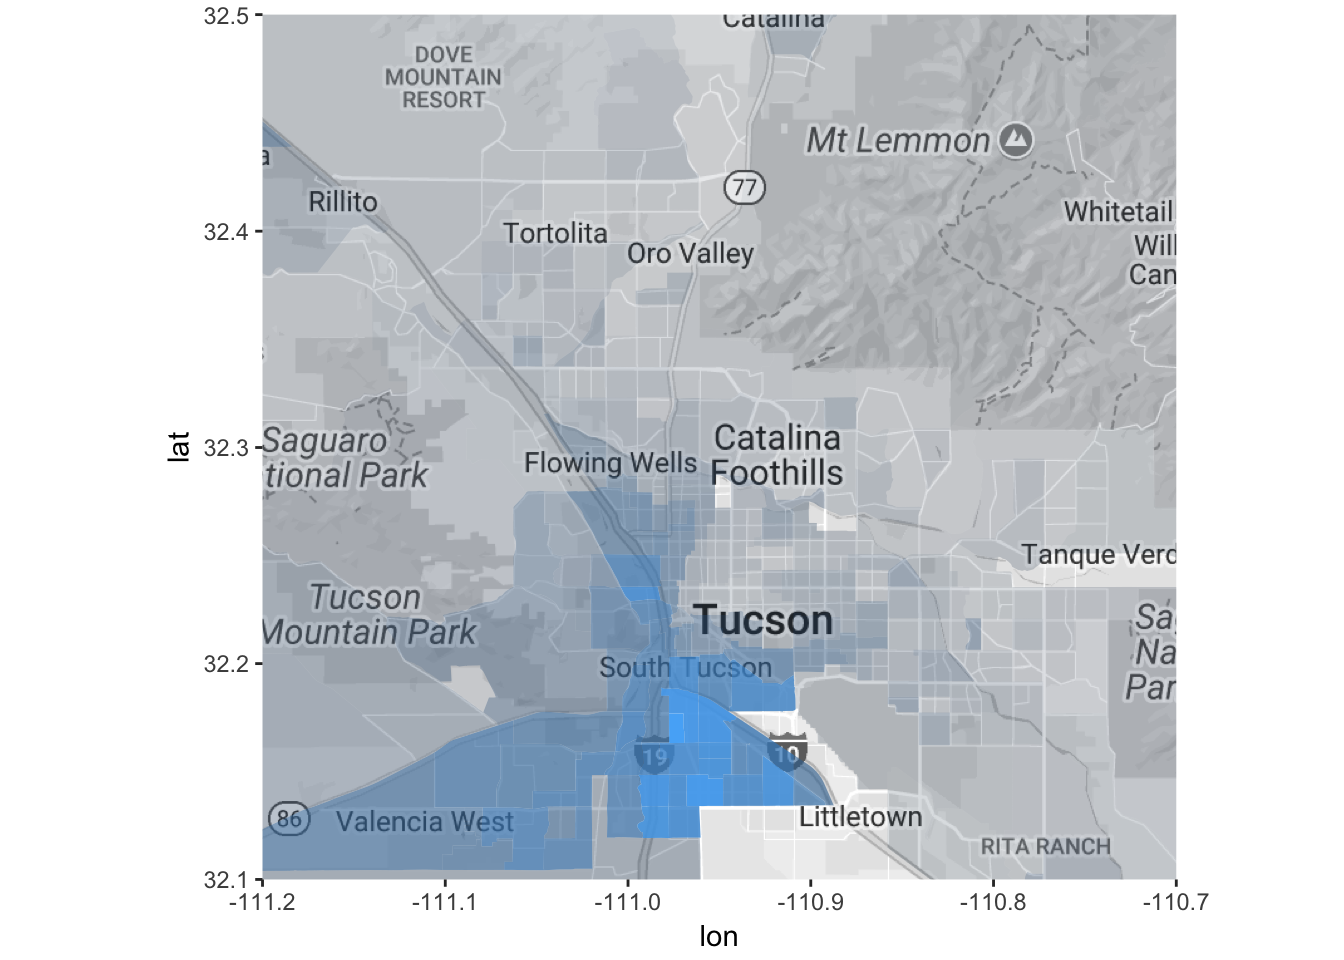 32.5
Catalina
DOVE
MOUNTAIN
RESORT
Mt Lemmon
a
77
Rillito
Whitetail
32.4
Tortolita
Oro Valley
Will
Can
Catalina
Foothills
32.3
Saguaro
tional Park
Flowing Wells
Tanque Verd
Tucson
Mountain Park
Tucson
Sa
Na
Par
32.2
South Tucson
lat
19
10
86
Valencia West
Littletown
RITA RANCH
32.1
-111.2
-111.1
-111.0
-110.9
-110.8
-110.7
lon